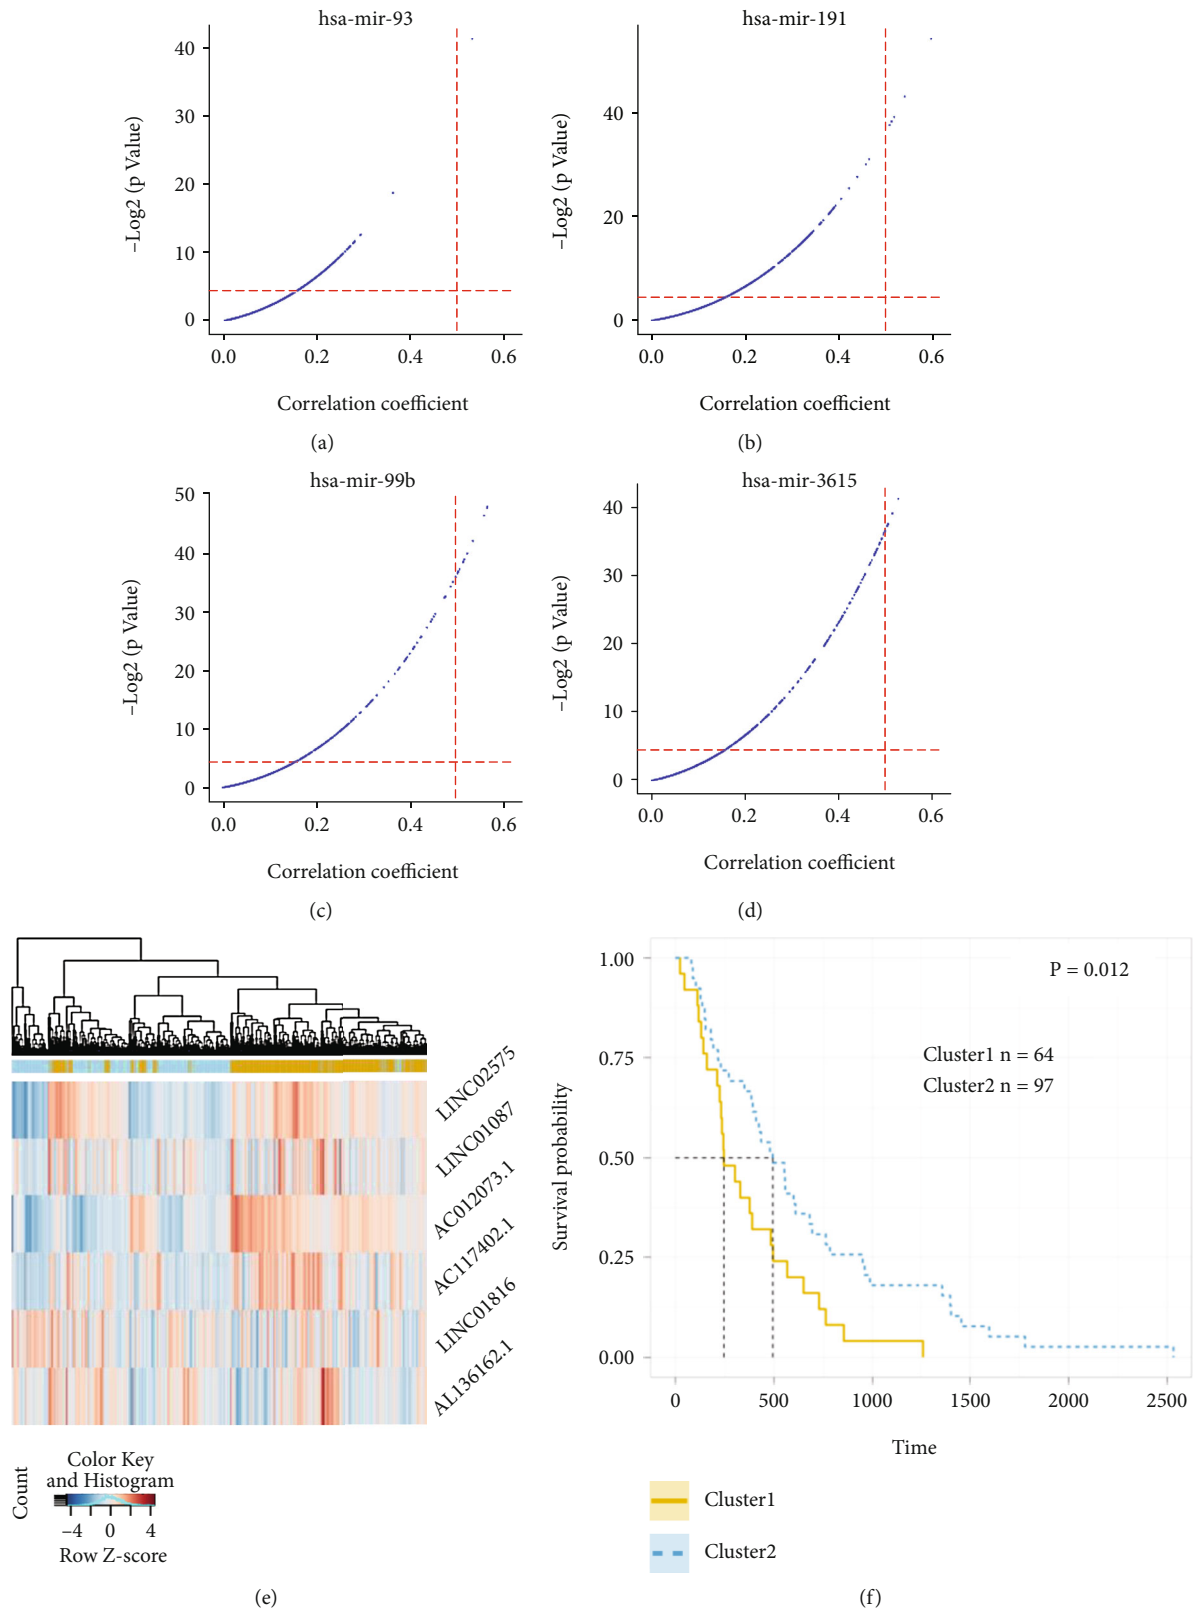 hsa-mir-93
−Log2 (p Value)
40
30
20
10
0
0.0 0.2 0.4 0.6
Correlation coefficient
(a)
hsa-mir-191
−Log2 (p Value)
40
20
0
0.0 0.2 0.4 0.6
Correlation coefficient
(b)
hsa-mir-99b
−Log2 (p Value)
50
40
30
20
10
0
0.0 0.2 0.4 0.6
Correlation coefficient
(c)
hsa-mir-3615
−Log2 (p Value)
40
30
20
10
0
0.0 0.2 0.4 0.6
Correlation coefficient
(d)
LINC02575
LINC01087
AC012073.1
AC117402.1
LINC01816
AL136162.1
Color Key
and Histogram
Count
−4 0 4
Row Z-score
(e)
Survival probability
1.00
0.75
0.50
0.25
0.00
P = 0.012
Cluster1 n = 64
Cluster2 n = 97
0 500 1000 1500 2000 2500
Time
Cluster1
Cluster2
(f)